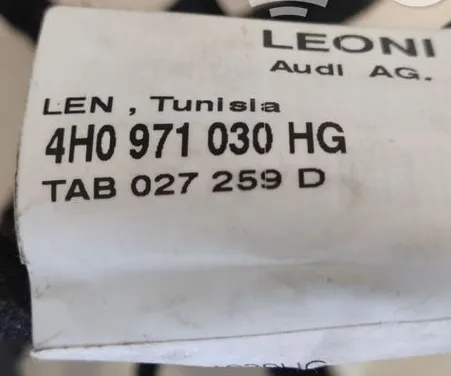 LEONI
Audi AG.
LEN , Tunisia
4H0 971 030 HG
TAB 027 259 D